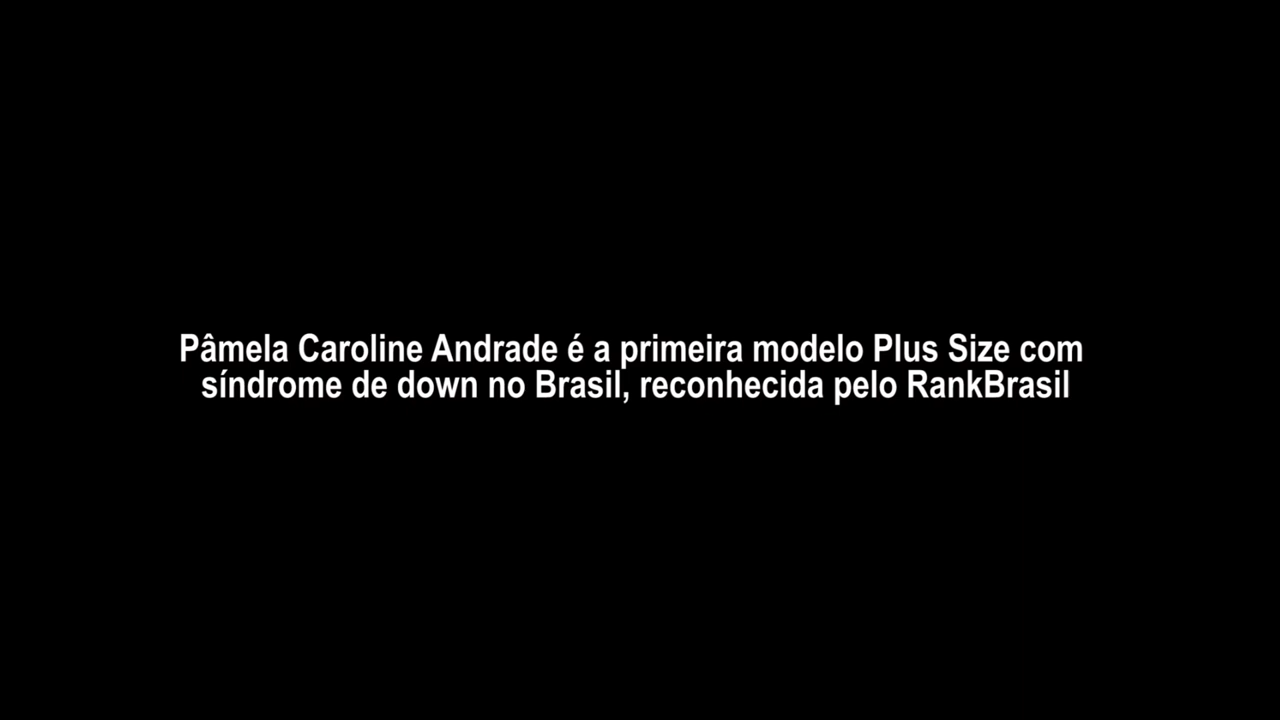 Pâmela Caroline Andrade é a primeira modelo Plus Size com
síndrome de down no Brasil, reconhecida pelo RankBrasil